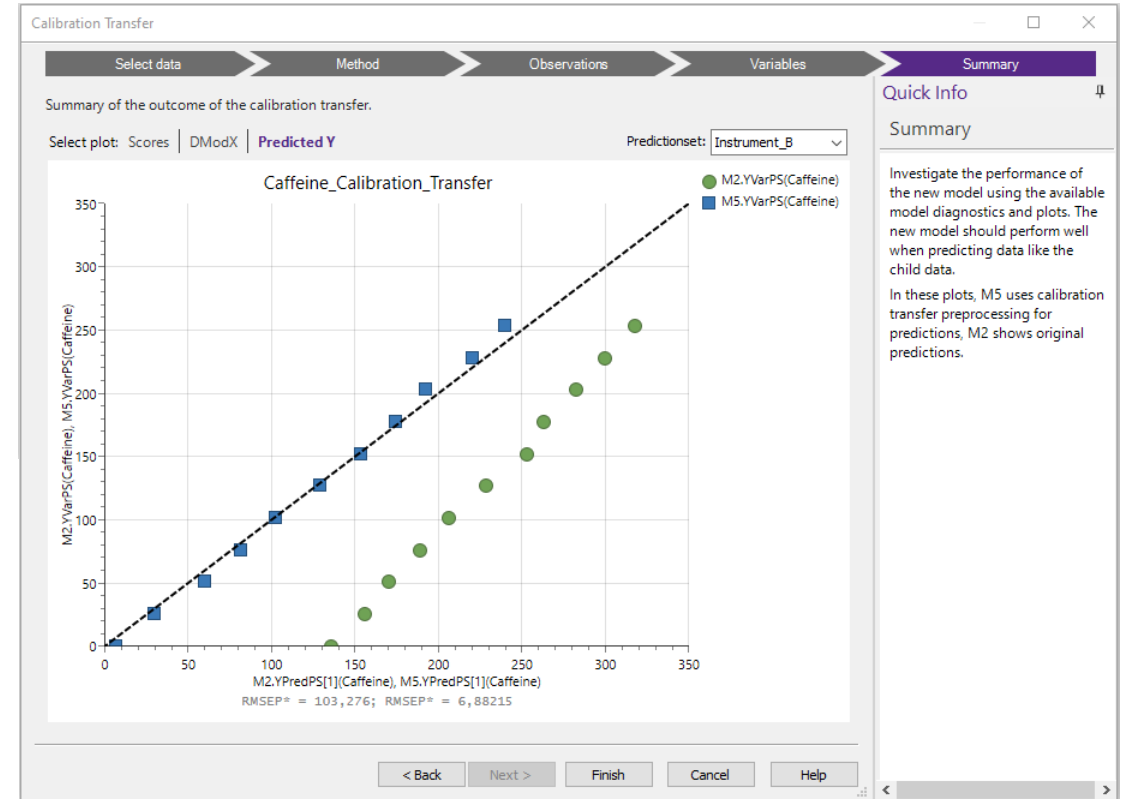 Calibration Transfer
Select data
Method
Observations
Variables
Summary
Summary of the outcome of the calibration transfer.
Select plot: Scores DModX Predicted Y
Predictionset: Instrument_B
Caffeine_Calibration_Transfer
M2.YVarPS(Caffeine)
M5.YVarPS(Caffeine)
M2.YVarPS(Caffeine), M5.YVarPS(Caffeine)
350
300
250
200
150
100
50
0
0 50 100 150 200 250 300 350
M2.YPredPS[1](Caffeine), M5.YPredPS[1](Caffeine)
RMSEP* = 103,276; RMSEP* = 6,88215
Quick Info
Summary
Investigate the performance of
the new model using the available
model diagnostics and plots. The
new model should perform well
when predicting data like the
child data.
In these plots, M5 uses calibration
transfer preprocessing for
predictions, M2 shows original
predictions.
< Back
Next >
Finish
Cancel
Help